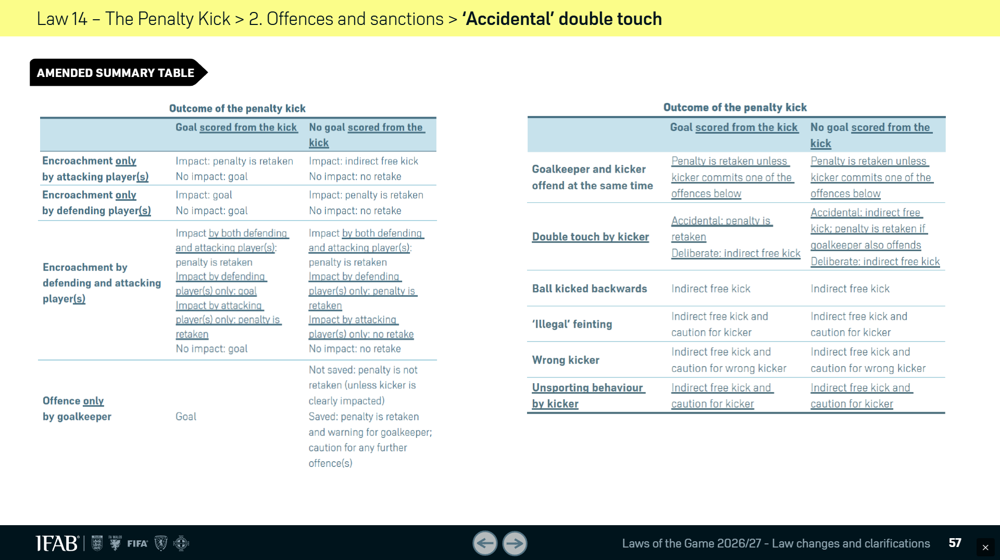 Law 14 – The Penalty Kick > 2. Offences and sanctions > ‘Accidental’ double touch
AMENDED SUMMARY TABLE
Outcome of the penalty kick
Goal scored from the kick
No goal scored from the
kick
Encroachment only
by attacking player(s)
Impact: penalty is retaken
No impact: goal
Impact: indirect free kick
No impact: no retake
Encroachment only
by defending player(s)
Impact: goal
No impact: goal
Impact: penalty is retaken
No impact: no retake
Encroachment by
defending and attacking
player(s)
Impact by both defending
and attacking player(s):
penalty is retaken
Impact by defending
player(s) only: goal
Impact by attacking
player(s) only: penalty is
retaken
No impact: goal
Impact by both defending
and attacking player(s):
penalty is retaken
Impact by defending
player(s) only: penalty is
retaken
Impact by attacking
player(s) only: no retake
No impact: no retake
Offence only
by goalkeeper
Goal
Not saved: penalty is not
retaken (unless kicker is
clearly impacted)
Saved: penalty is retaken
and warning for goalkeeper;
caution for any further
offence(s)
Outcome of the penalty kick
Goal scored from the kick
No goal scored from the
kick
Goalkeeper and kicker
offend at the same time
Penalty is retaken unless
kicker commits one of the
offences below
Penalty is retaken unless
kicker commits one of the
offences below
Double touch by kicker
Accidental: penalty is
retaken
Deliberate: indirect free kick
Accidental: indirect free
kick; penalty is retaken if
goalkeeper also offends
Deliberate: indirect free kick
Ball kicked backwards
Indirect free kick
Indirect free kick
‘Illegal’ feinting
Indirect free kick and
caution for kicker
Indirect free kick and
caution for kicker
Wrong kicker
Indirect free kick and
caution for wrong kicker
Indirect free kick and
caution for wrong kicker
Unsporting behaviour
by kicker
Indirect free kick and
caution for kicker
Indirect free kick and
caution for kicker
IFAB
FA WALES
FIFA
Laws of the Game 2026/27 - Law changes and clarifications
57